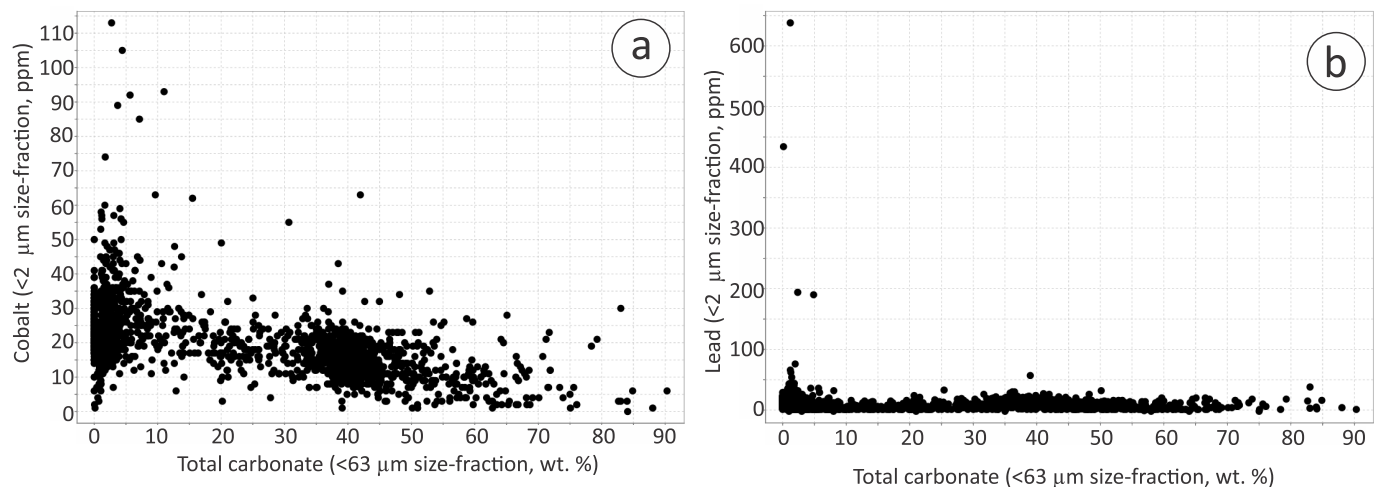 a
Cobalt (<2 μm size-fraction, ppm)
110
100
90
80
70
60
50
40
30
20
10
0
0 10 20 30 40 50 60 70 80 90
Total carbonate (<63 μm size-fraction, wt. %)
b
Lead (<2 μm size-fraction, ppm)
600
500
400
300
200
100
0
0 10 20 30 40 50 60 70 80 90
Total carbonate (<63 μm size-fraction, wt. %)